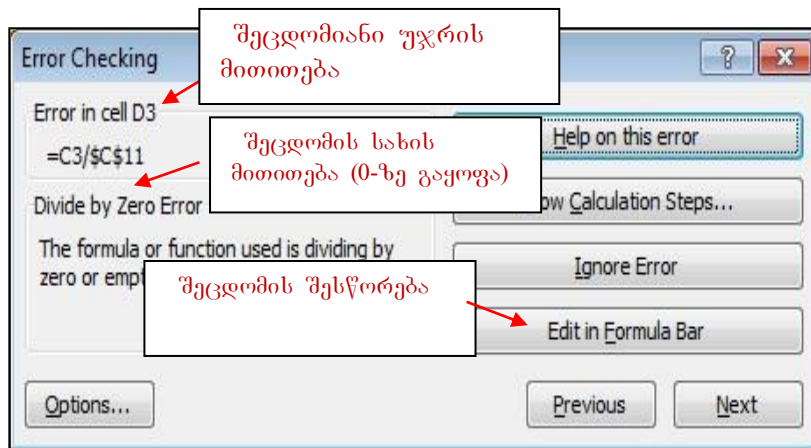 შეცდომიანი უჯრის
მითითება
Error Checking
Error in cell D3
=C3/$C$11
შეცდომის სახის
მითითება (0-ზე გაყოფა)
Help on this error
Divide by Zero Error
Calculation Steps...
The formula or function used is dividing by
zero or
შეცდომის შესწორება
Ignore Error
Edit in Formula Bar
Options...
Previous
Next